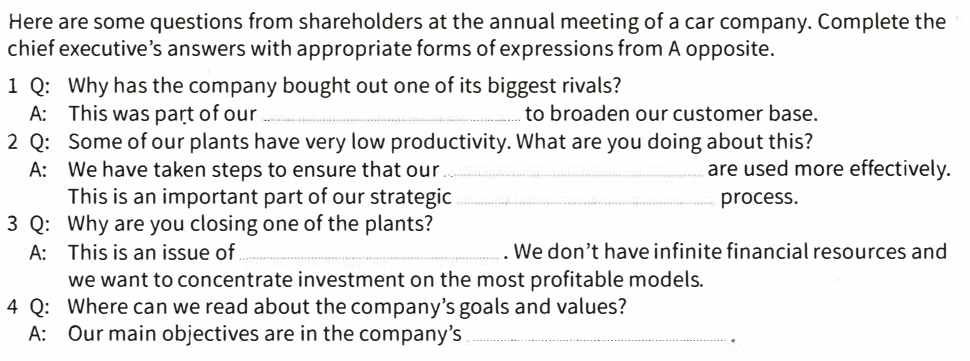 Here are some questions from shareholders at the annual meeting of a car company. Complete the
chief executive's answers with appropriate forms of expressions from A opposite.
1 Q: Why has the company bought out one of its biggest rivals?
A: This was part of our ........................ to broaden our customer base.
2 Q: Some of our plants have very low productivity. What are you doing about this?
A: We have taken steps to ensure that our ........................ are used more effectively.
This is an important part of our strategic ........................ process.
3 Q: Why are you closing one of the plants?
A: This is an issue of ........................ . We don't have infinite financial resources and
we want to concentrate investment on the most profitable models.
4 Q: Where can we read about the company's goals and values?
A: Our main objectives are in the company's ........................ .